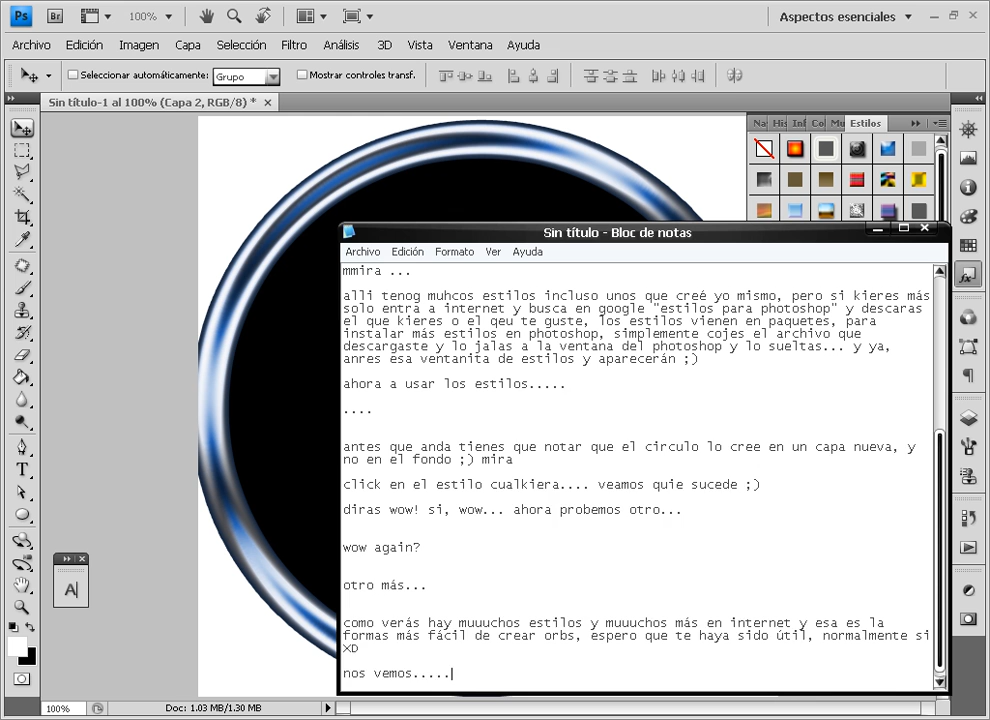 Ps Br 100% Aspectos esenciales
Archivo Edición Imagen Capa Selección Filtro Análisis 3D Vista Ventana Ayuda
Seleccionar automáticamente: Grupo Mostrar controles transf.
Sin título-1 al 100% (Capa 2, RGB/8) *
Na His Inf Co Mu Estilos
Sin título - Bloc de notas
Archivo Edición Formato Ver Ayuda
mmira ...
alli tenog muhcos estilos incluso unos que creé yo mismo, pero si kieres más
solo entra a internet y busca en google "estilos para photoshop" y descaras
el que kieres o el qeu te guste, los estilos vienen en paquetes, para
instalar más estilos en photoshop, simplemente cojes el archivo que
descargaste y lo jalas a la ventana del photoshop y lo sueltas... y ya,
anres esa ventanita de estilos y aparecerán ;)
ahora a usar los estilos.....
....
antes que anda tienes que notar que el circulo lo cree en un capa nueva, y
no en el fondo ;) mira
click en el estilo cualkiera.... veamos quie sucede ;)
diras wow! si, wow... ahora probemos otro...
wow again?
otro más...
como verás hay muuuchos estilos y muuuchos más en internet y esa es la
formas más fácil de crear orbs, espero que te haya sido útil, normalmente si
XD
nos vemos.....
A
100% Doc: 1.03 MB/1.30 MB